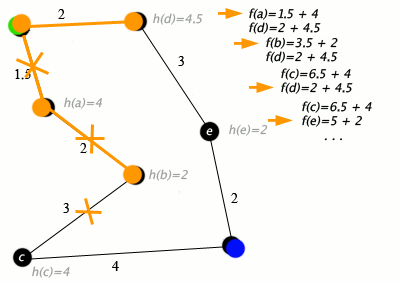 2
h(d)=4.5
f(a)=1.5 + 4
f(d)=2 + 4.5
f(b)=3.5 + 2
f(d)=2 + 4.5
f(c)=6.5 + 4
f(d)=2 + 4.5
f(c)=6.5 + 4
f(e)=5 + 2
. . .
3
1.5
h(a)=4
e
h(e)=2
2
h(b)=2
3
2
c
h(c)=4
4